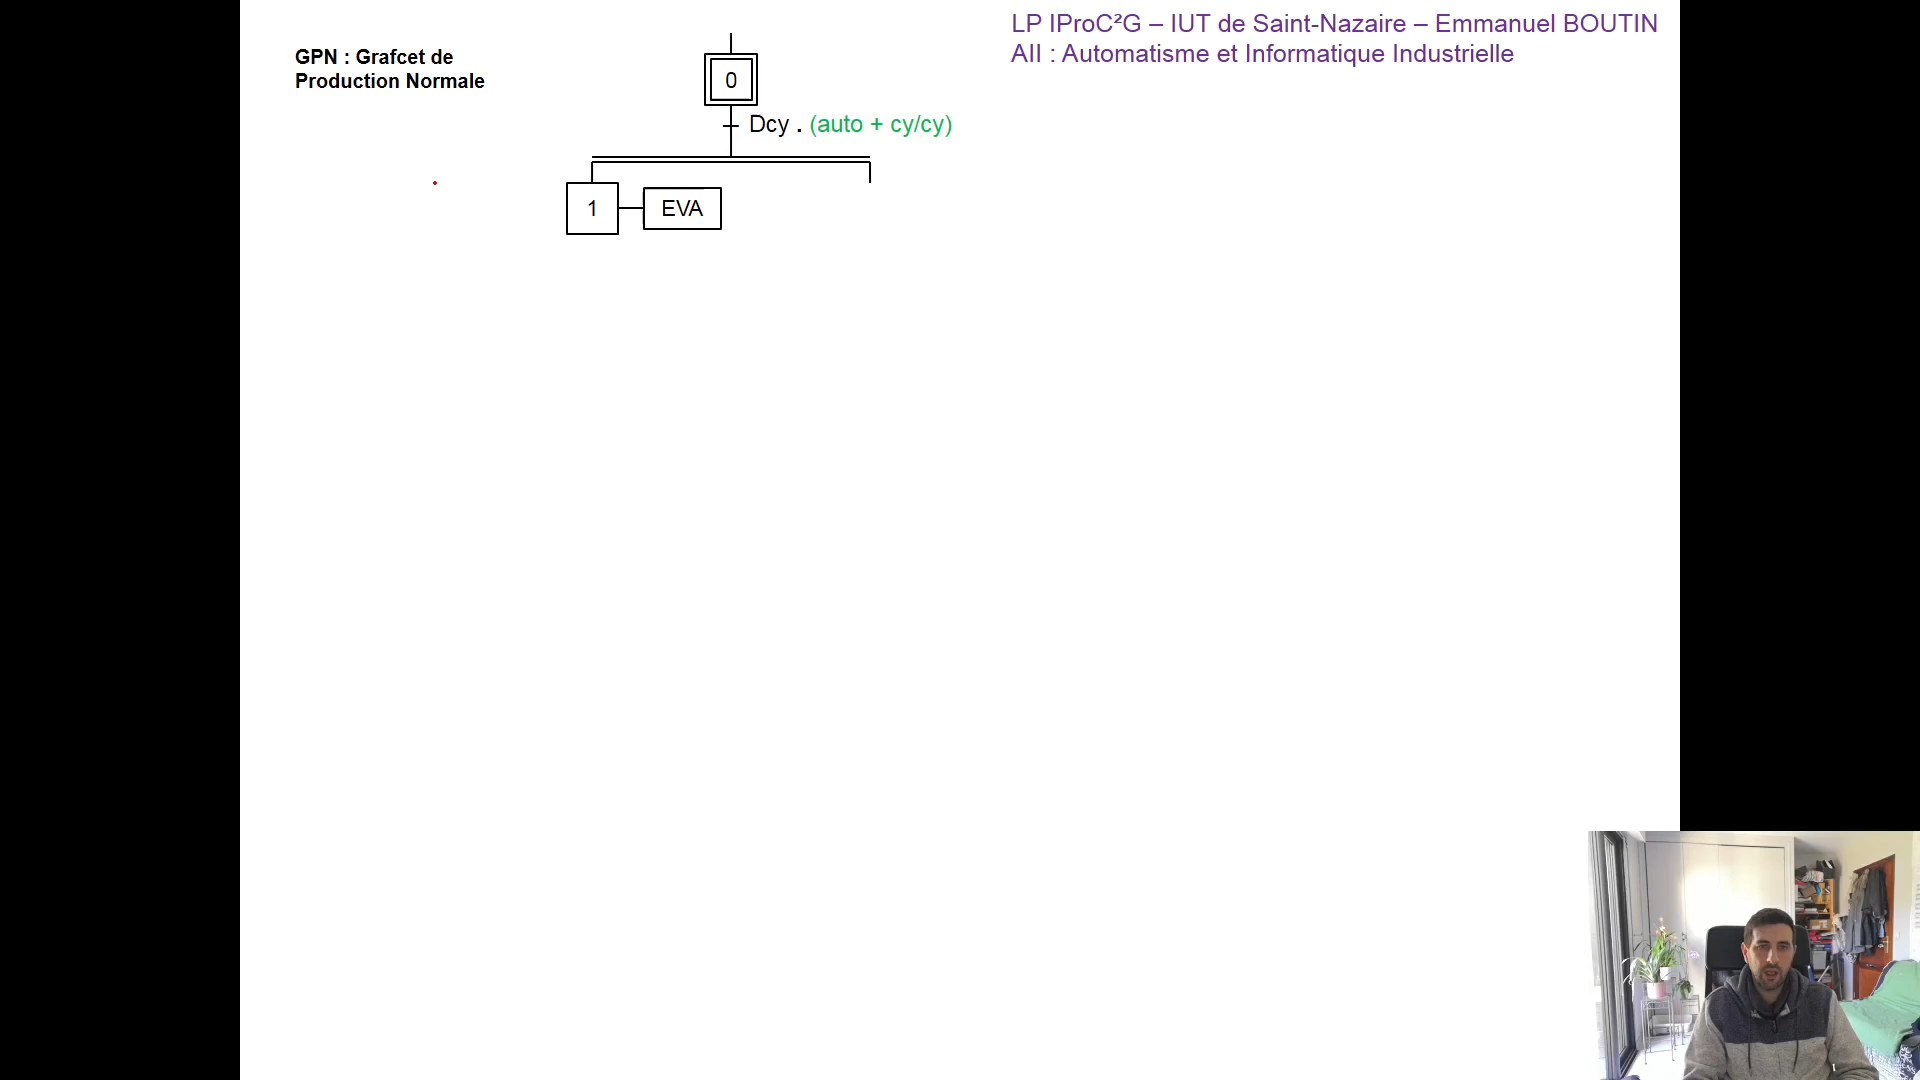 LP IProC²G – IUT de Saint-Nazaire – Emmanuel BOUTIN
AII : Automatisme et Informatique Industrielle
GPN : Grafcet de
Production Normale
0
Dcy . (auto + cy/cy)
1
EVA